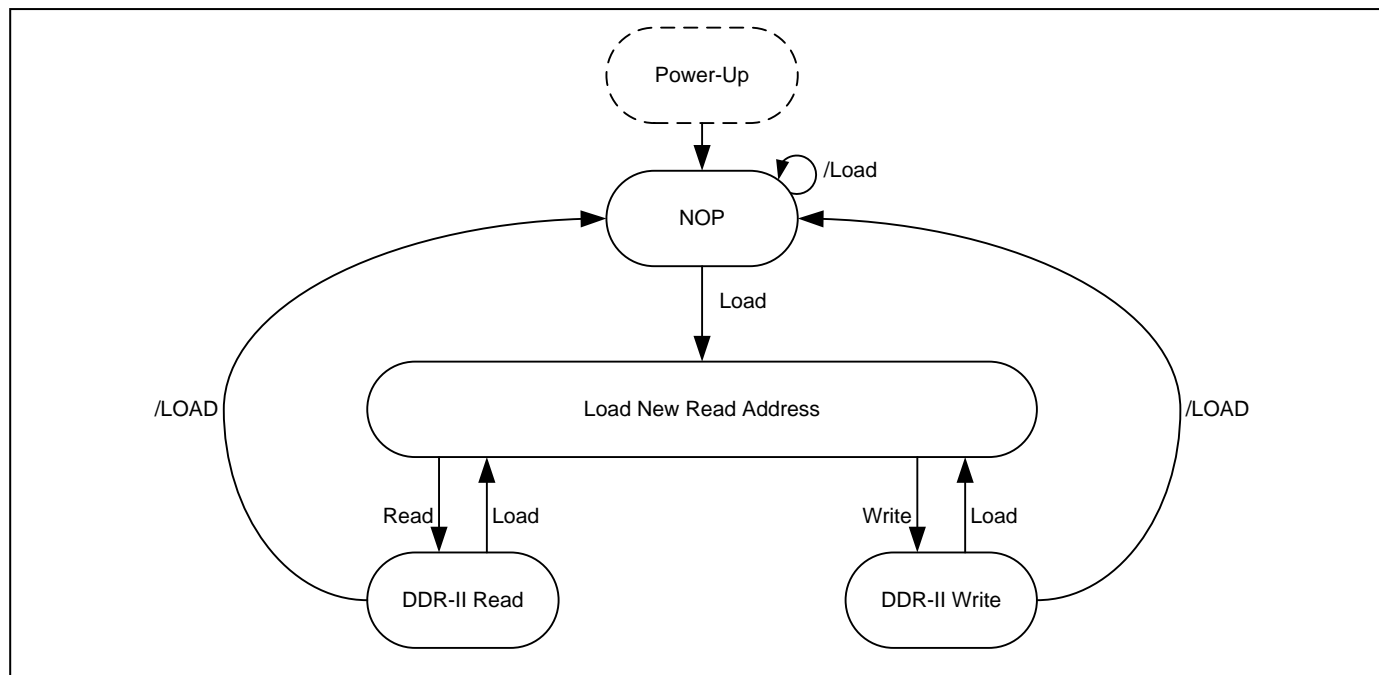 Power-Up
/Load
NOP
Load
/LOAD
Load New Read Address
/LOAD
Read
Load
Write
Load
DDR-II Read
DDR-II Write